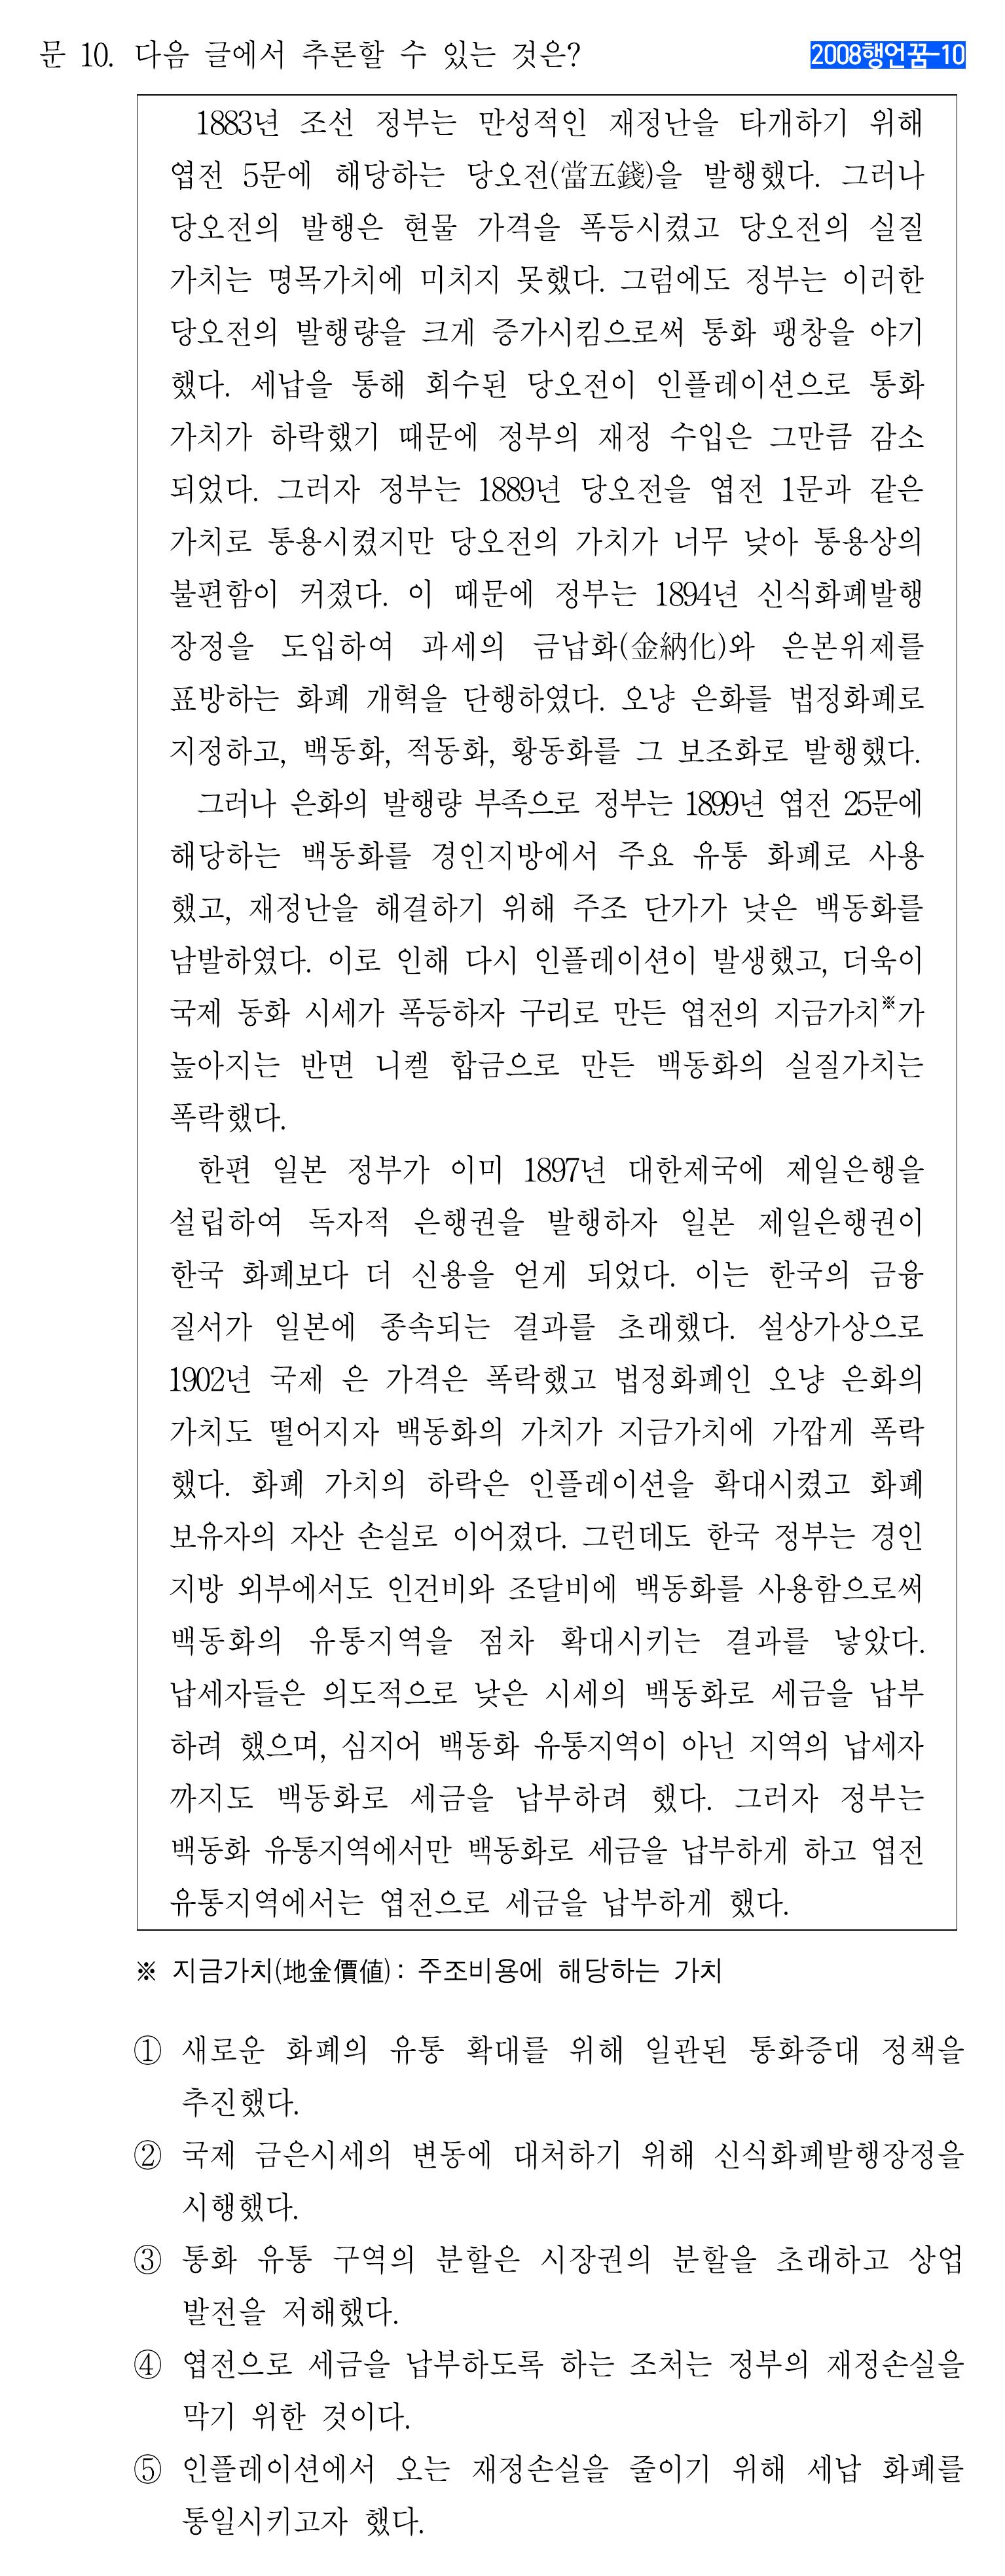 문 10. 다음 글에서 추론할 수 있는 것은?
2008행언꿈-10
1883년 조선 정부는 만성적인 재정난을 타개하기 위해
엽전 5문에 해당하는 당오전(當五錢)을 발행했다. 그러나
당오전의 발행은 현물 가격을 폭등시켰고 당오전의 실질
가치는 명목가치에 미치지 못했다. 그럼에도 정부는 이러한
당오전의 발행량을 크게 증가시킴으로써 통화 팽창을 야기
했다. 세납을 통해 회수된 당오전이 인플레이션으로 통화
가치가 하락했기 때문에 정부의 재정 수입은 그만큼 감소
되었다. 그러자 정부는 1889년 당오전을 엽전 1문과 같은
가치로 통용시켰지만 당오전의 가치가 너무 낮아 통용상의
불편함이 커졌다. 이 때문에 정부는 1894년 신식화폐발행
장정을 도입하여 과세의 금납화(金納化)와 은본위제를
표방하는 화폐 개혁을 단행하였다. 오냥 은화를 법정화폐로
지정하고, 백동화, 적동화, 황동화를 그 보조화로 발행했다.
그러나 은화의 발행량 부족으로 정부는 1899년 엽전 25문에
해당하는 백동화를 경인지방에서 주요 유통 화폐로 사용
했고, 재정난을 해결하기 위해 주조 단가가 낮은 백동화를
남발하였다. 이로 인해 다시 인플레이션이 발생했고, 더욱이
국제 동화 시세가 폭등하자 구리로 만든 엽전의 지금가치※가
높아지는 반면 니켈 합금으로 만든 백동화의 실질가치는
폭락했다.
한편 일본 정부가 이미 1897년 대한제국에 제일은행을
설립하여 독자적 은행권을 발행하자 일본 제일은행권이
한국 화폐보다 더 신용을 얻게 되었다. 이는 한국의 금융
질서가 일본에 종속되는 결과를 초래했다. 설상가상으로
1902년 국제 은 가격은 폭락했고 법정화폐인 오냥 은화의
가치도 떨어지자 백동화의 가치가 지금가치에 가깝게 폭락
했다. 화폐 가치의 하락은 인플레이션을 확대시켰고 화폐
보유자의 자산 손실로 이어졌다. 그런데도 한국 정부는 경인
지방 외부에서도 인건비와 조달비에 백동화를 사용함으로써
백동화의 유통지역을 점차 확대시키는 결과를 낳았다.
납세자들은 의도적으로 낮은 시세의 백동화로 세금을 납부
하려 했으며, 심지어 백동화 유통지역이 아닌 지역의 납세자
까지도 백동화로 세금을 납부하려 했다. 그러자 정부는
백동화 유통지역에서만 백동화로 세금을 납부하게 하고 엽전
유통지역에서는 엽전으로 세금을 납부하게 했다.
※ 지금가치(地金價値) : 주조비용에 해당하는 가치
① 새로운 화폐의 유통 확대를 위해 일관된 통화증대 정책을
추진했다.
② 국제 금은시세의 변동에 대처하기 위해 신식화폐발행장정을
시행했다.
③ 통화 유통 구역의 분할은 시장권의 분할을 초래하고 상업
발전을 저해했다.
④ 엽전으로 세금을 납부하도록 하는 조처는 정부의 재정손실을
막기 위한 것이다.
⑤ 인플레이션에서 오는 재정손실을 줄이기 위해 세납 화폐를
통일시키고자 했다.